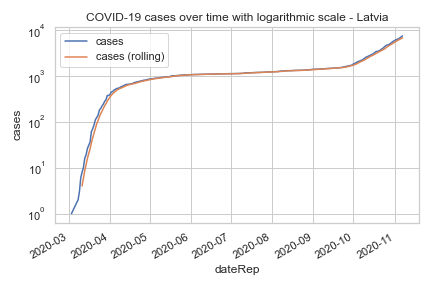 COVID-19 cases over time with logarithmic scale - Latvia
cases
cases (rolling)
10⁴
10³
10²
10¹
10⁰
cases
2020-03
2020-04
2020-05
2020-06
2020-07
2020-08
2020-09
2020-10
2020-11
dateRep